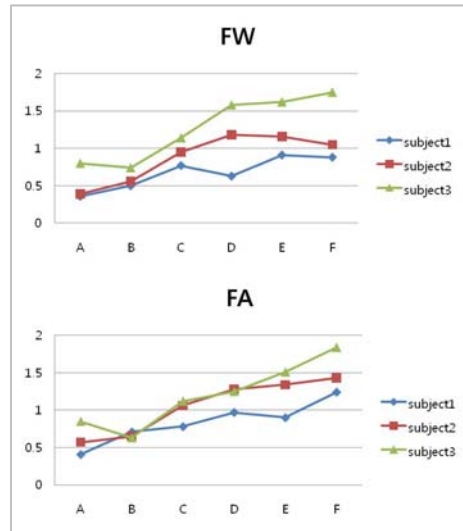 FW
2
1.5
1
0.5
0
A B C D E F
subject1
subject2
subject3
FA
2
1.5
1
0.5
0
A B C D E F
subject1
subject2
subject3